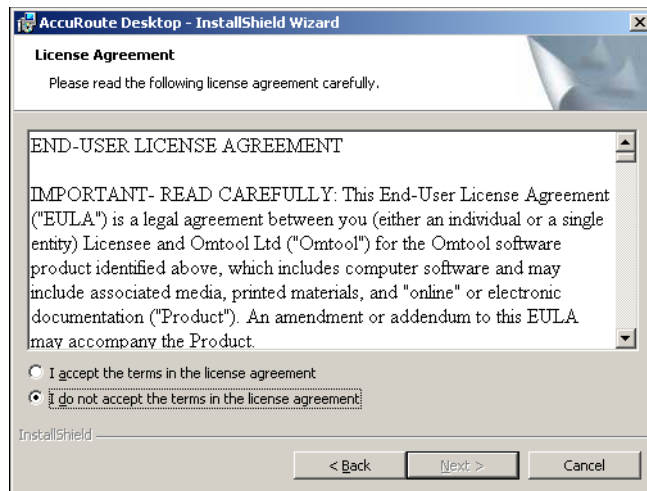 AccuRoute Desktop - InstallShield Wizard
License Agreement
Please read the following license agreement carefully.
END-USER LICENSE AGREEMENT
IMPORTANT- READ CAREFULLY: This End-User License Agreement
("EULA") is a legal agreement between you (either an individual or a single
entity) Licensee and Omtool Ltd ("Omtool") for the Omtool software
product identified above, which includes computer software and may
include associated media, printed materials, and "online" or electronic
documentation ("Product"). An amendment or addendum to this EULA
may accompany the Product.
I accept the terms in the license agreement
I do not accept the terms in the license agreement
InstallShield
< Back Next > Cancel